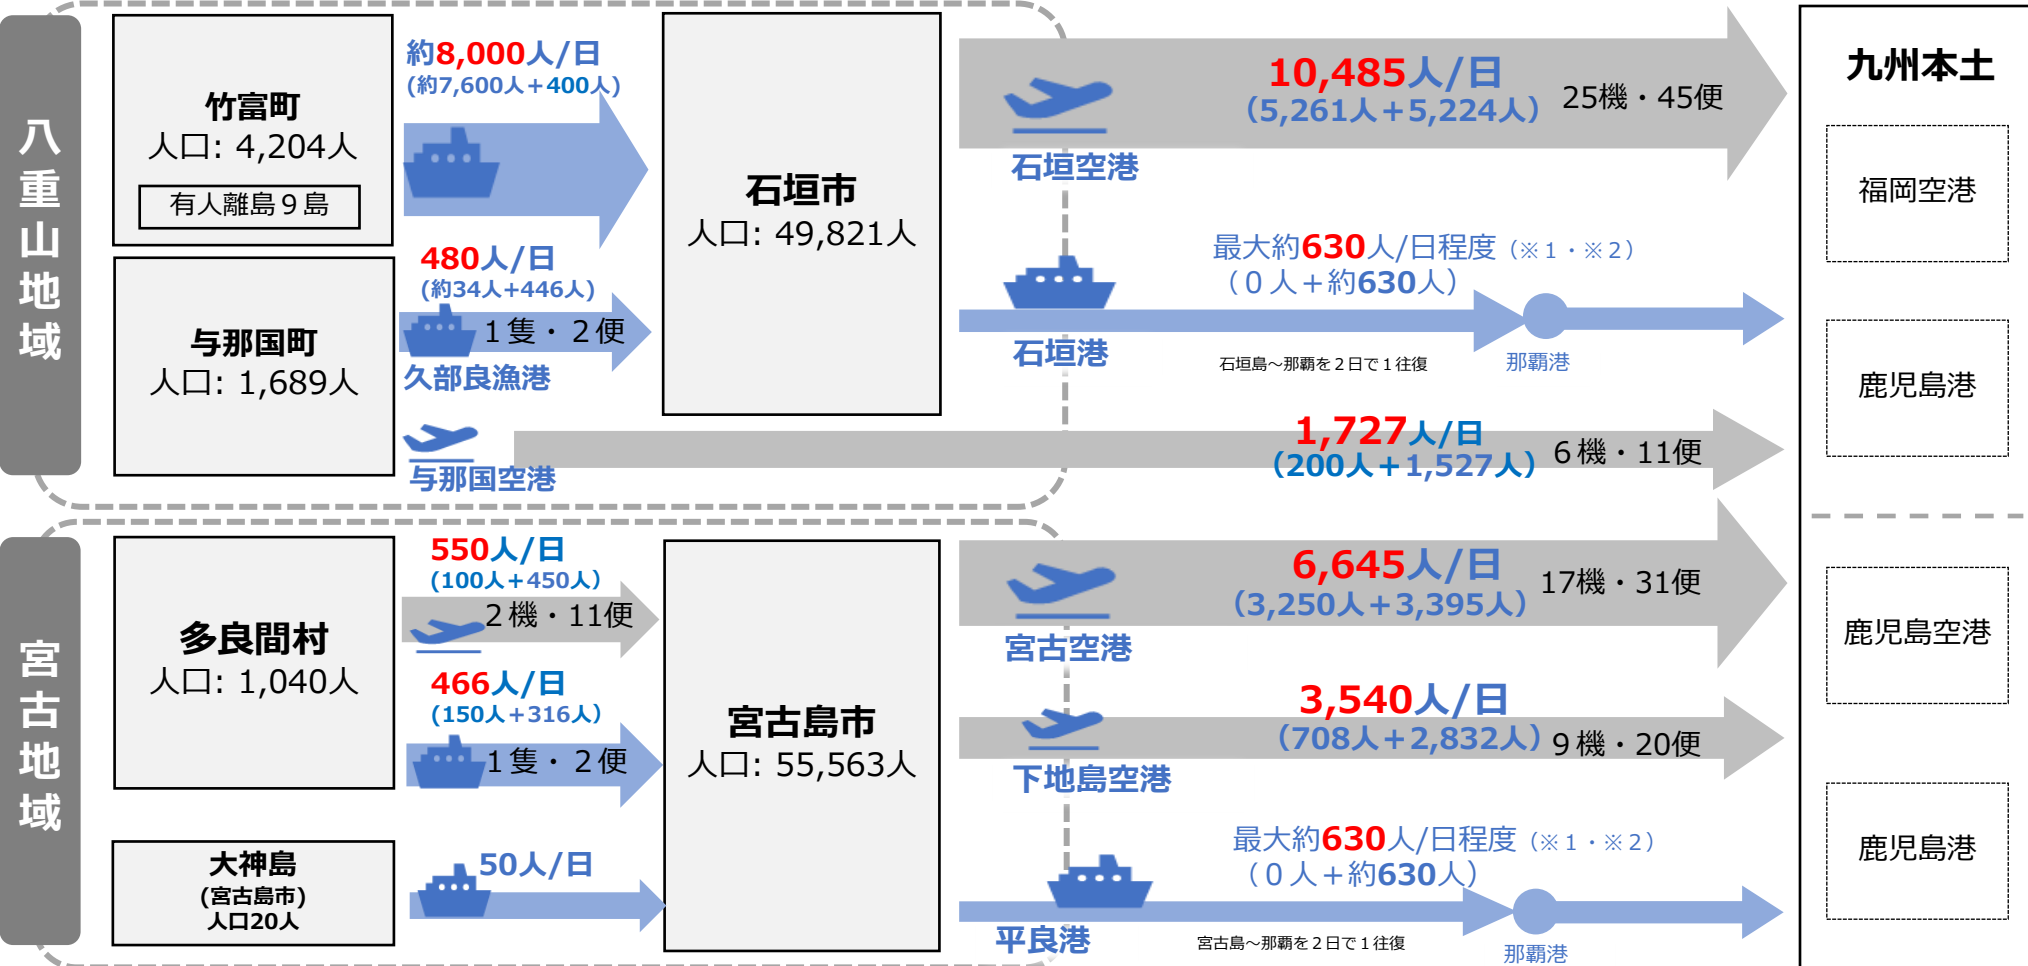 八重山地域
竹富町
人口: 4,204人
有人離島９島
約8,000人/日
(約7,600人＋400人)
与那国町
人口: 1,689人
480人/日
(約34人+446人)
１隻・２便
久部良漁港
与那国空港
石垣市
人口: 49,821人
10,485人/日
（5,261人＋5,224人）
25機・45便
石垣空港
最大約630人/日程度（※１・※２）
（０人＋約630人）
石垣港
石垣島～那覇を２日で１往復
那覇港
1,727人/日
（200人＋1,527人）
６機・11便
宮古地域
多良間村
人口: 1,040人
550人/日
(100人＋450人)
２機・11便
466人/日
(150人＋316人)
１隻・２便
大神島
(宮古島市)
人口20人
50人/日
宮古島市
人口: 55,563人
6,645人/日
（3,250人＋3,395人）
17機・31便
宮古空港
3,540人/日
（708人＋2,832人）
９機・20便
下地島空港
最大約630人/日程度（※１・※２）
（０人＋約630人）
平良港
宮古島～那覇を２日で１往復
那覇港
九州本土
福岡空港
鹿児島港
鹿児島空港
鹿児島港